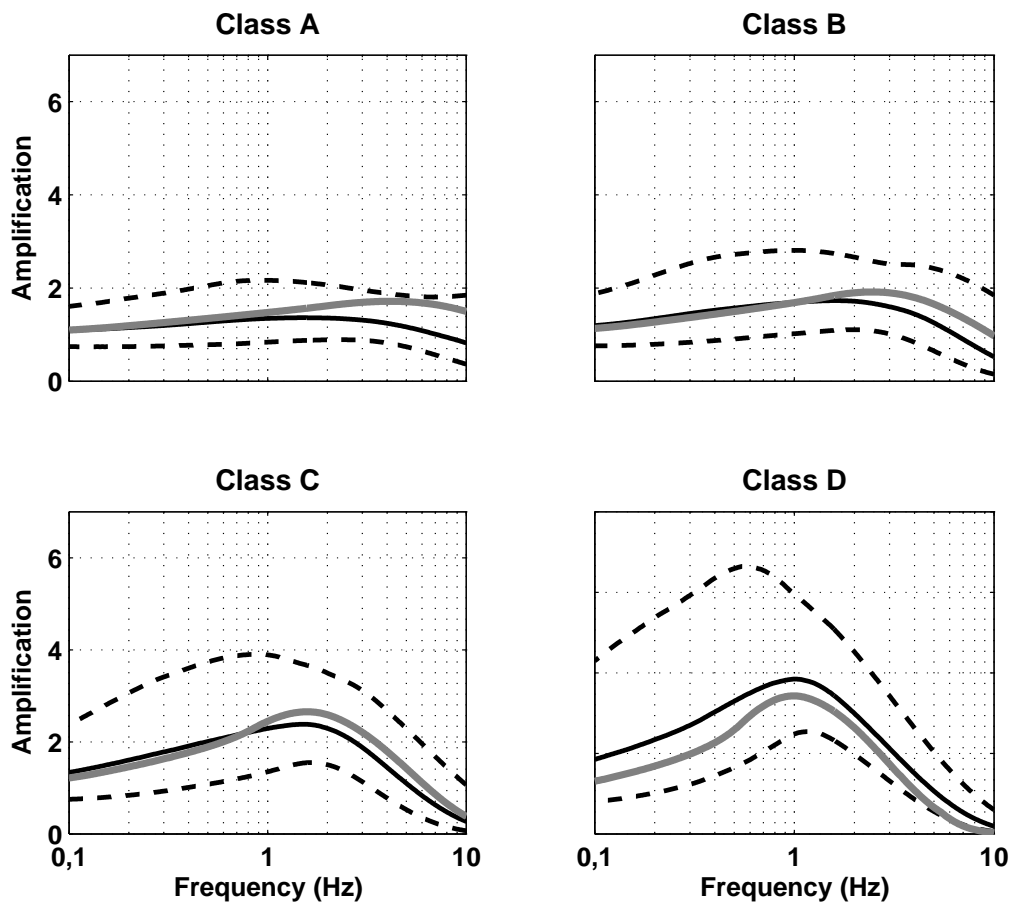 Class A
Class B
6
4
2
0
Amplification
Class C
Class D
6
4
2
0
Amplification
0,1
1
10
0,1
1
10
Frequency (Hz)
Frequency (Hz)